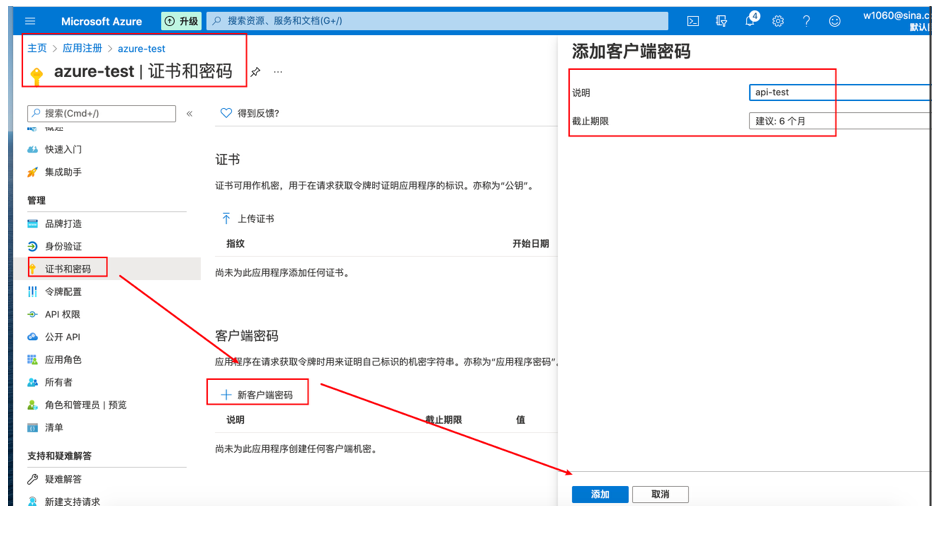 Microsoft Azure
升级
搜索资源、服务和文档(G+/)
4
w1060@sina.c
默认
主页 > 应用注册 > azure-test
azure-test | 证书和密码
搜索(Cmd+/)
概述
快速入门
集成助手
管理
品牌打造
身份验证
证书和密码
令牌配置
API 权限
公开 API
应用角色
所有者
角色和管理员 | 预览
清单
支持和疑难解答
疑难解答
新建支持请求
得到反馈?
证书
证书可用作机密，用于在请求获取令牌时证明应用程序的标识。亦称为“公钥”。
上传证书
指纹 开始日期
尚未为此应用程序添加任何证书。
客户端密码
应用程序在请求获取令牌时用来证明自己标识的机密字符串。亦称为“应用程序密码”.
新客户端密码
说明 截止期限 值
尚未为此应用程序创建任何客户端机密。
添加客户端密码
说明 api-test
截止期限 建议: 6 个月
添加 取消